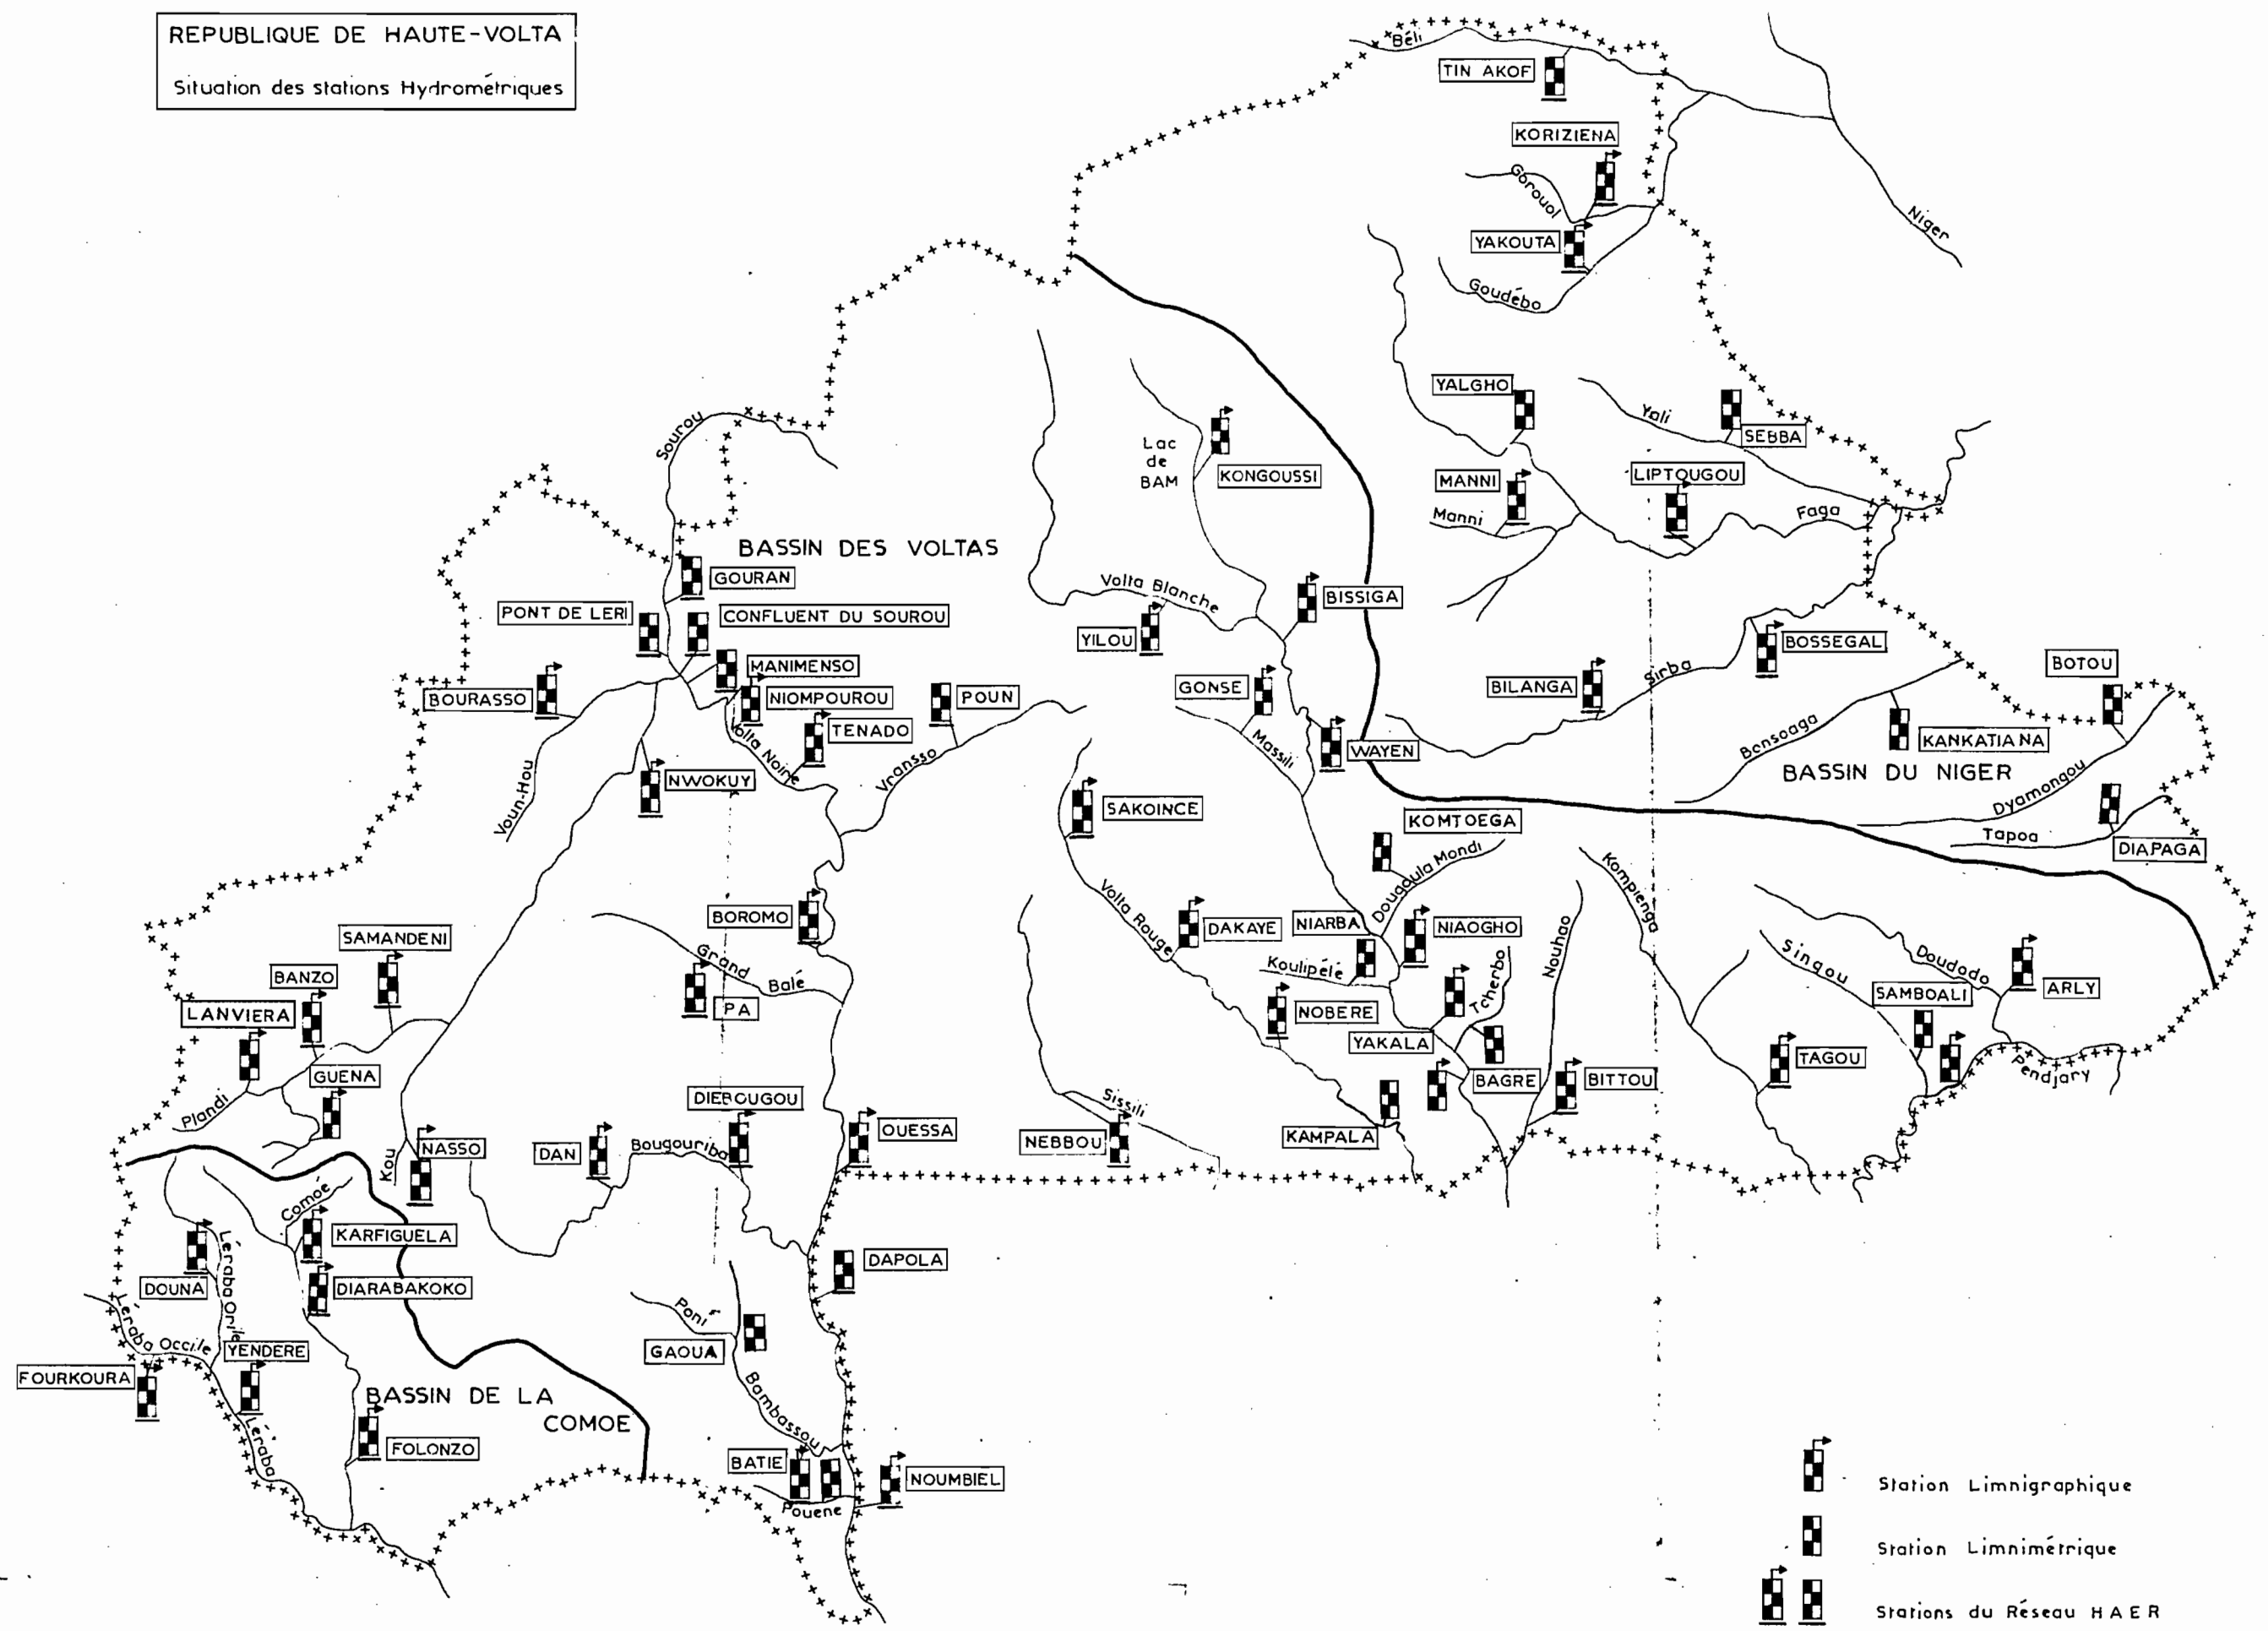 REPUBLIQUE DE HAUTE-VOLTA
Situation des stations Hydrométriques
Béli
TIN AKOF
KORIZIENA
Gorouol
YAKOUTA
Goudébo
Niger
YALGHO
Yali
SEBBA
Sourou
Lac
de
BAM
KONGOUSSI
MANNI
Manni
LIPTOUGOU
Faga
BASSIN DES VOLTAS
GOURAN
PONT DE LERI
CONFLUENT DU SOUROU
Volta Blanche
BISSIGA
YILOU
BOSSEGAL
MANIMENSO
BOURASSO
NIOMPOUROU
POUN
GONSE
BILANGA
Sirba
BOTOU
TENADO
Volta Noire
Vransso
Massili
WAYEN
Bonsoaga
KANKATIANA
BASSIN DU NIGER
NWOKUY
Voun-Hou
SAKOINCE
KOMTOEGA
Dyamongou
Tapoa
DIAPAGA
Dougoula Mondi
Kompienga
Volta Rouge
BOROMO
DAKAYE
NIARBA
NIAOGHO
Nouhao
SAMANDENI
Grand Balé
Koulipélé
Tcherbo
Singou
Doudodo
BANZO
PA
ARLY
SAMBOALI
LANVIERA
NOBERE
YAKALA
TAGOU
Pendjary
GUENA
Plandi
DIEBOUGOU
Sissili
BAGRE
BITTOU
OUESSA
NEBBOU
KAMPALA
Kou
NASSO
DAN
Bougouriba
Comoé
KARFIGUELA
Léraba Orile
DOUNA
DIARABAKOKO
DAPOLA
Léraba Occile
Poni
YENDERE
GAOUA
FOURKOURA
BASSIN DE LA
COMOE
Bambassou
Léraba
FOLONZO
BATIE
NOUMBIEL
Pouene
Station Limnigraphique
Station Limnimétrique
Stations du Réseau HAER